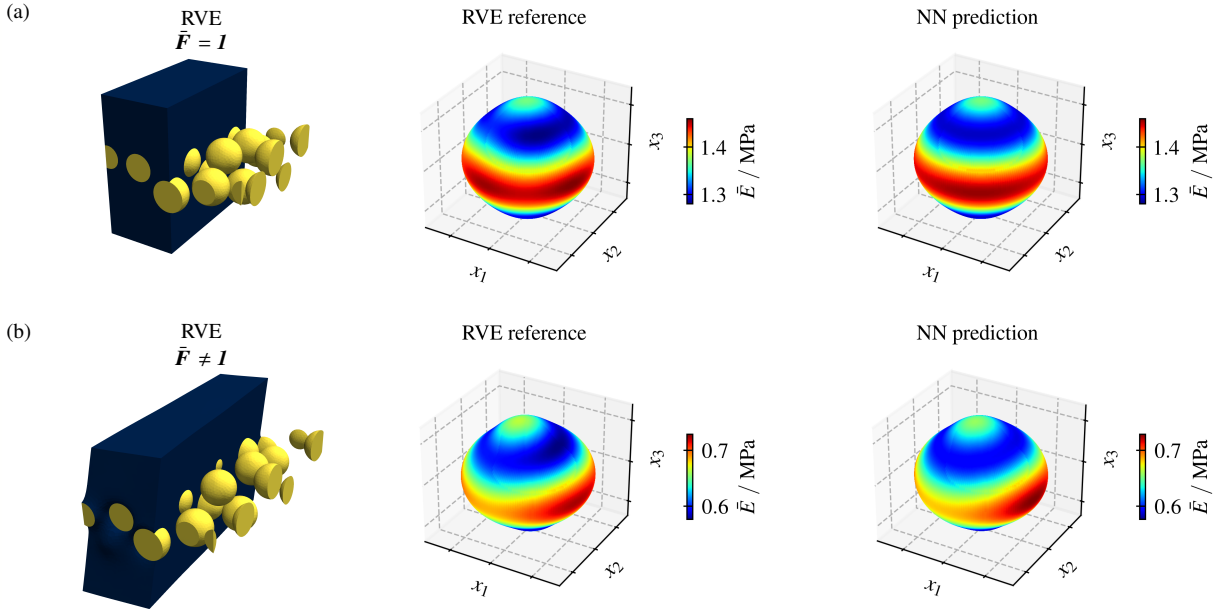 (a)
RVE
F̄ = 1
RVE reference
NN prediction
x3
x2
x1
1.4
1.3
Ē / MPa
x3
x2
x1
1.4
1.3
Ē / MPa
(b)
RVE
F̄ ≠ 1
RVE reference
NN prediction
x3
x2
x1
0.7
0.6
Ē / MPa
x3
x2
x1
0.7
0.6
Ē / MPa